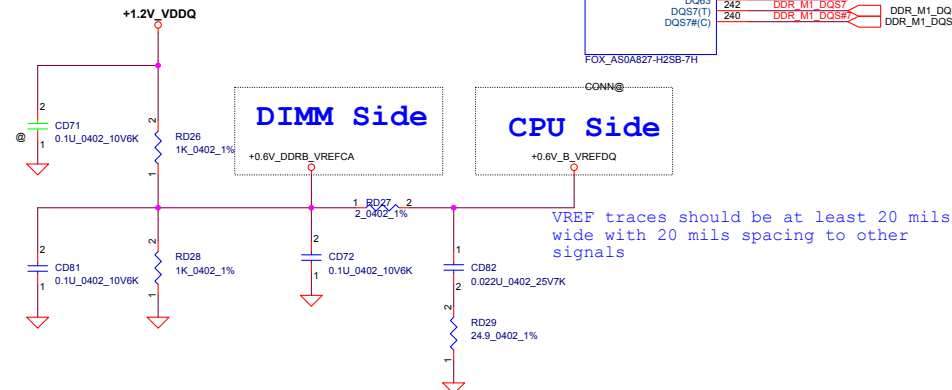 +1.2V_VDDQ
DQ63
DQS7(T)
DQS7#(C)
242
240
DDR_M1_DQS7
DDR_M1_DQS#7
DDR_M1_DQ
DDR_M1_DQS
FOX_AS0A827-H2SB-7H
CONN@
2
CD71
0.1U_0402_10V6K
1
@
2
RD26
1K_0402_1%
1
DIMM Side
+0.6V_DDRB_VREFCA
CPU Side
+0.6V_B_VREFDQ
1 RD27 2
2_0402_1%
VREF traces should be at least 20 mils
wide with 20 mils spacing to other
signals
2
CD81
0.1U_0402_10V6K
1
2
RD28
1K_0402_1%
1
2
CD72
0.1U_0402_10V6K
1
1
CD82
0.022U_0402_25V7K
2
2
RD29
24.9_0402_1%
1